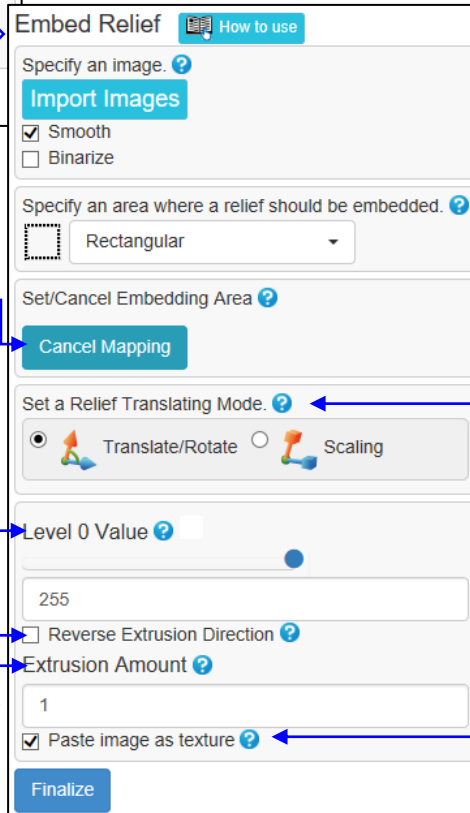 Embed Relief How to use
Specify an image.
Import Images
Smooth
Binarize
Specify an area where a relief should be embedded.
Rectangular
Set/Cancel Embedding Area
Cancel Mapping
Set a Relief Translating Mode.
Translate/Rotate Scaling
Level 0 Value
255
Reverse Extrusion Direction
Extrusion Amount
1
Paste image as texture
Finalize